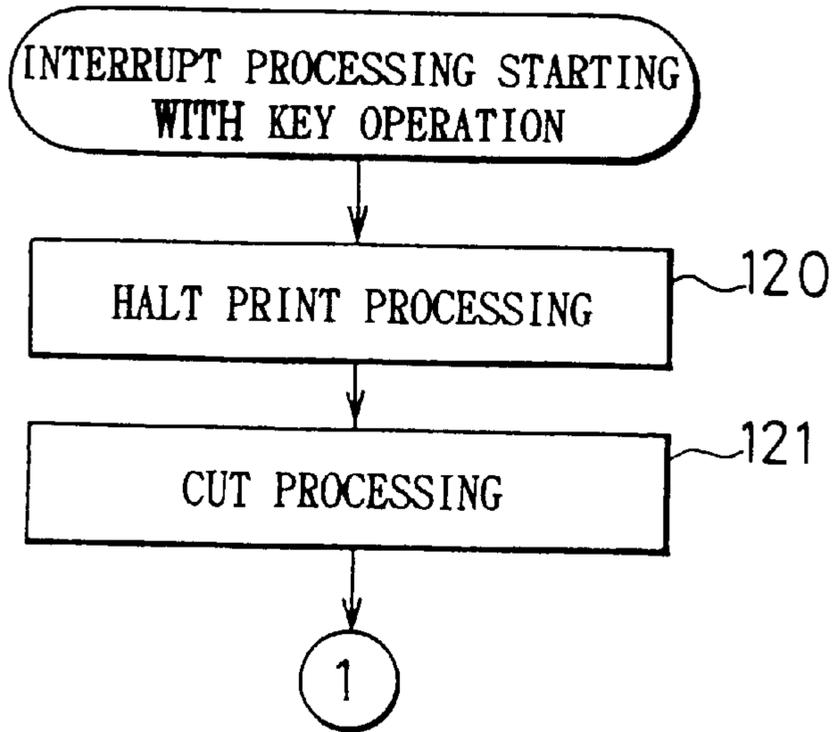 INTERRUPT PROCESSING STARTING
WITH KEY OPERATION
HALT PRINT PROCESSING
120
CUT PROCESSING
121
1